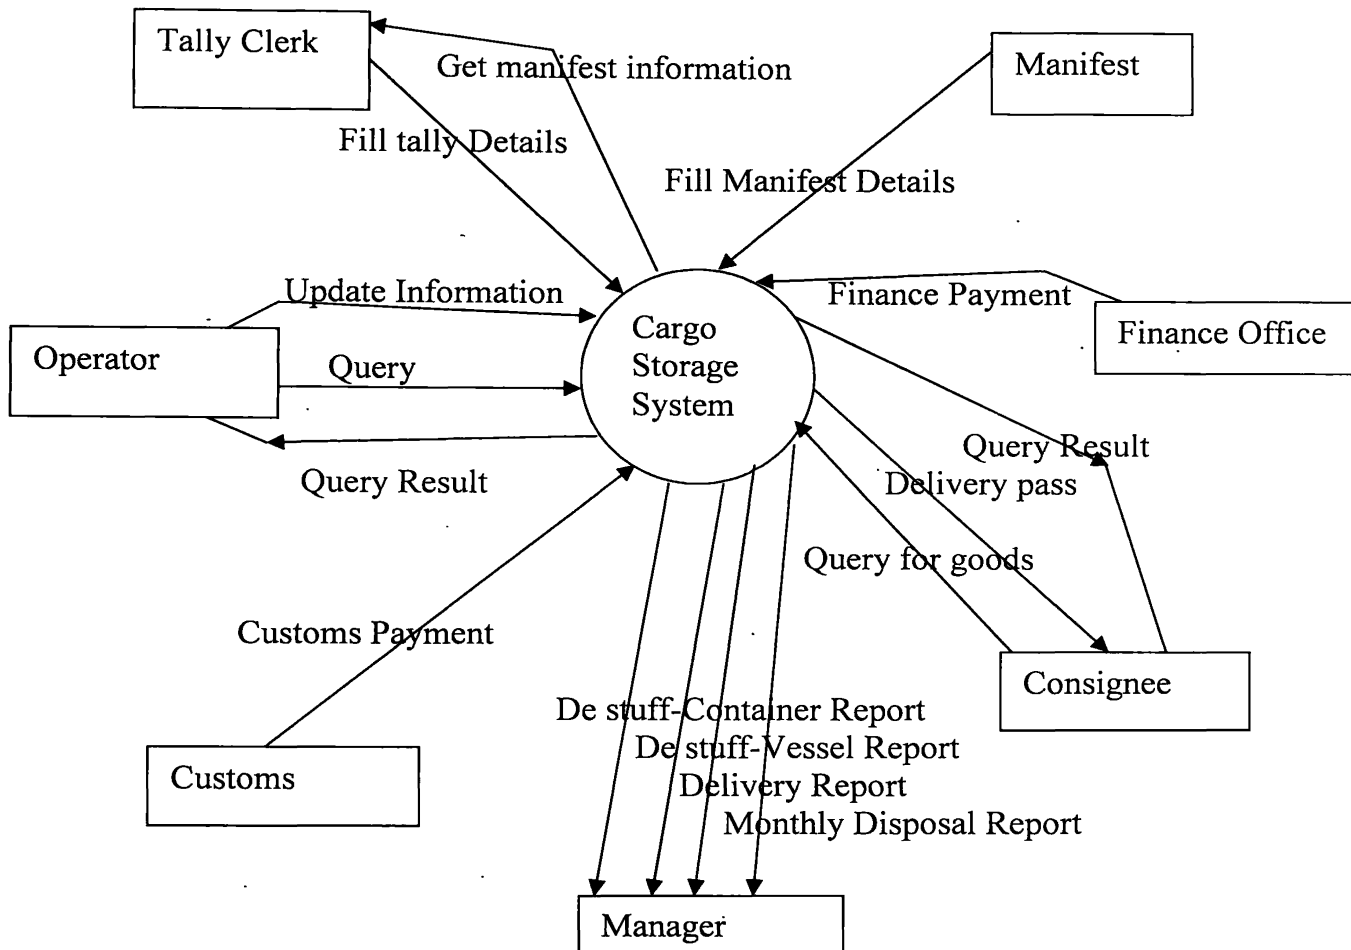 Tally Clerk
Get manifest information
Manifest
Fill tally Details
Fill Manifest Details
Update Information
Finance Payment
Operator
Query
Cargo
Storage
System
Finance Office
Query Result
Query Result
Delivery pass
Query for goods
Customs Payment
Consignee
De stuff-Container Report
De stuff-Vessel Report
Delivery Report
Monthly Disposal Report
Customs
Manager